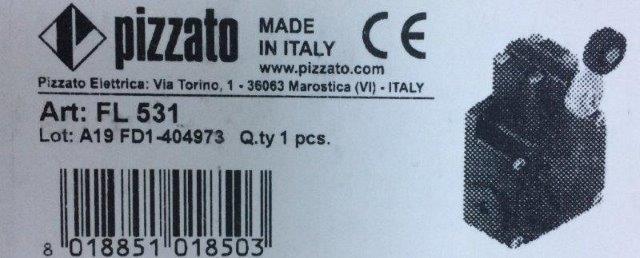 pizzato
MADE
IN ITALY
CE
www.pizzato.com
Pizzato Elettrica: Via Torino, 1 - 36063 Marostica (VI) - ITALY
Art: FL 531
Lot: A19 FD1-404973 Q.ty 1 pcs.
8 018851 018503